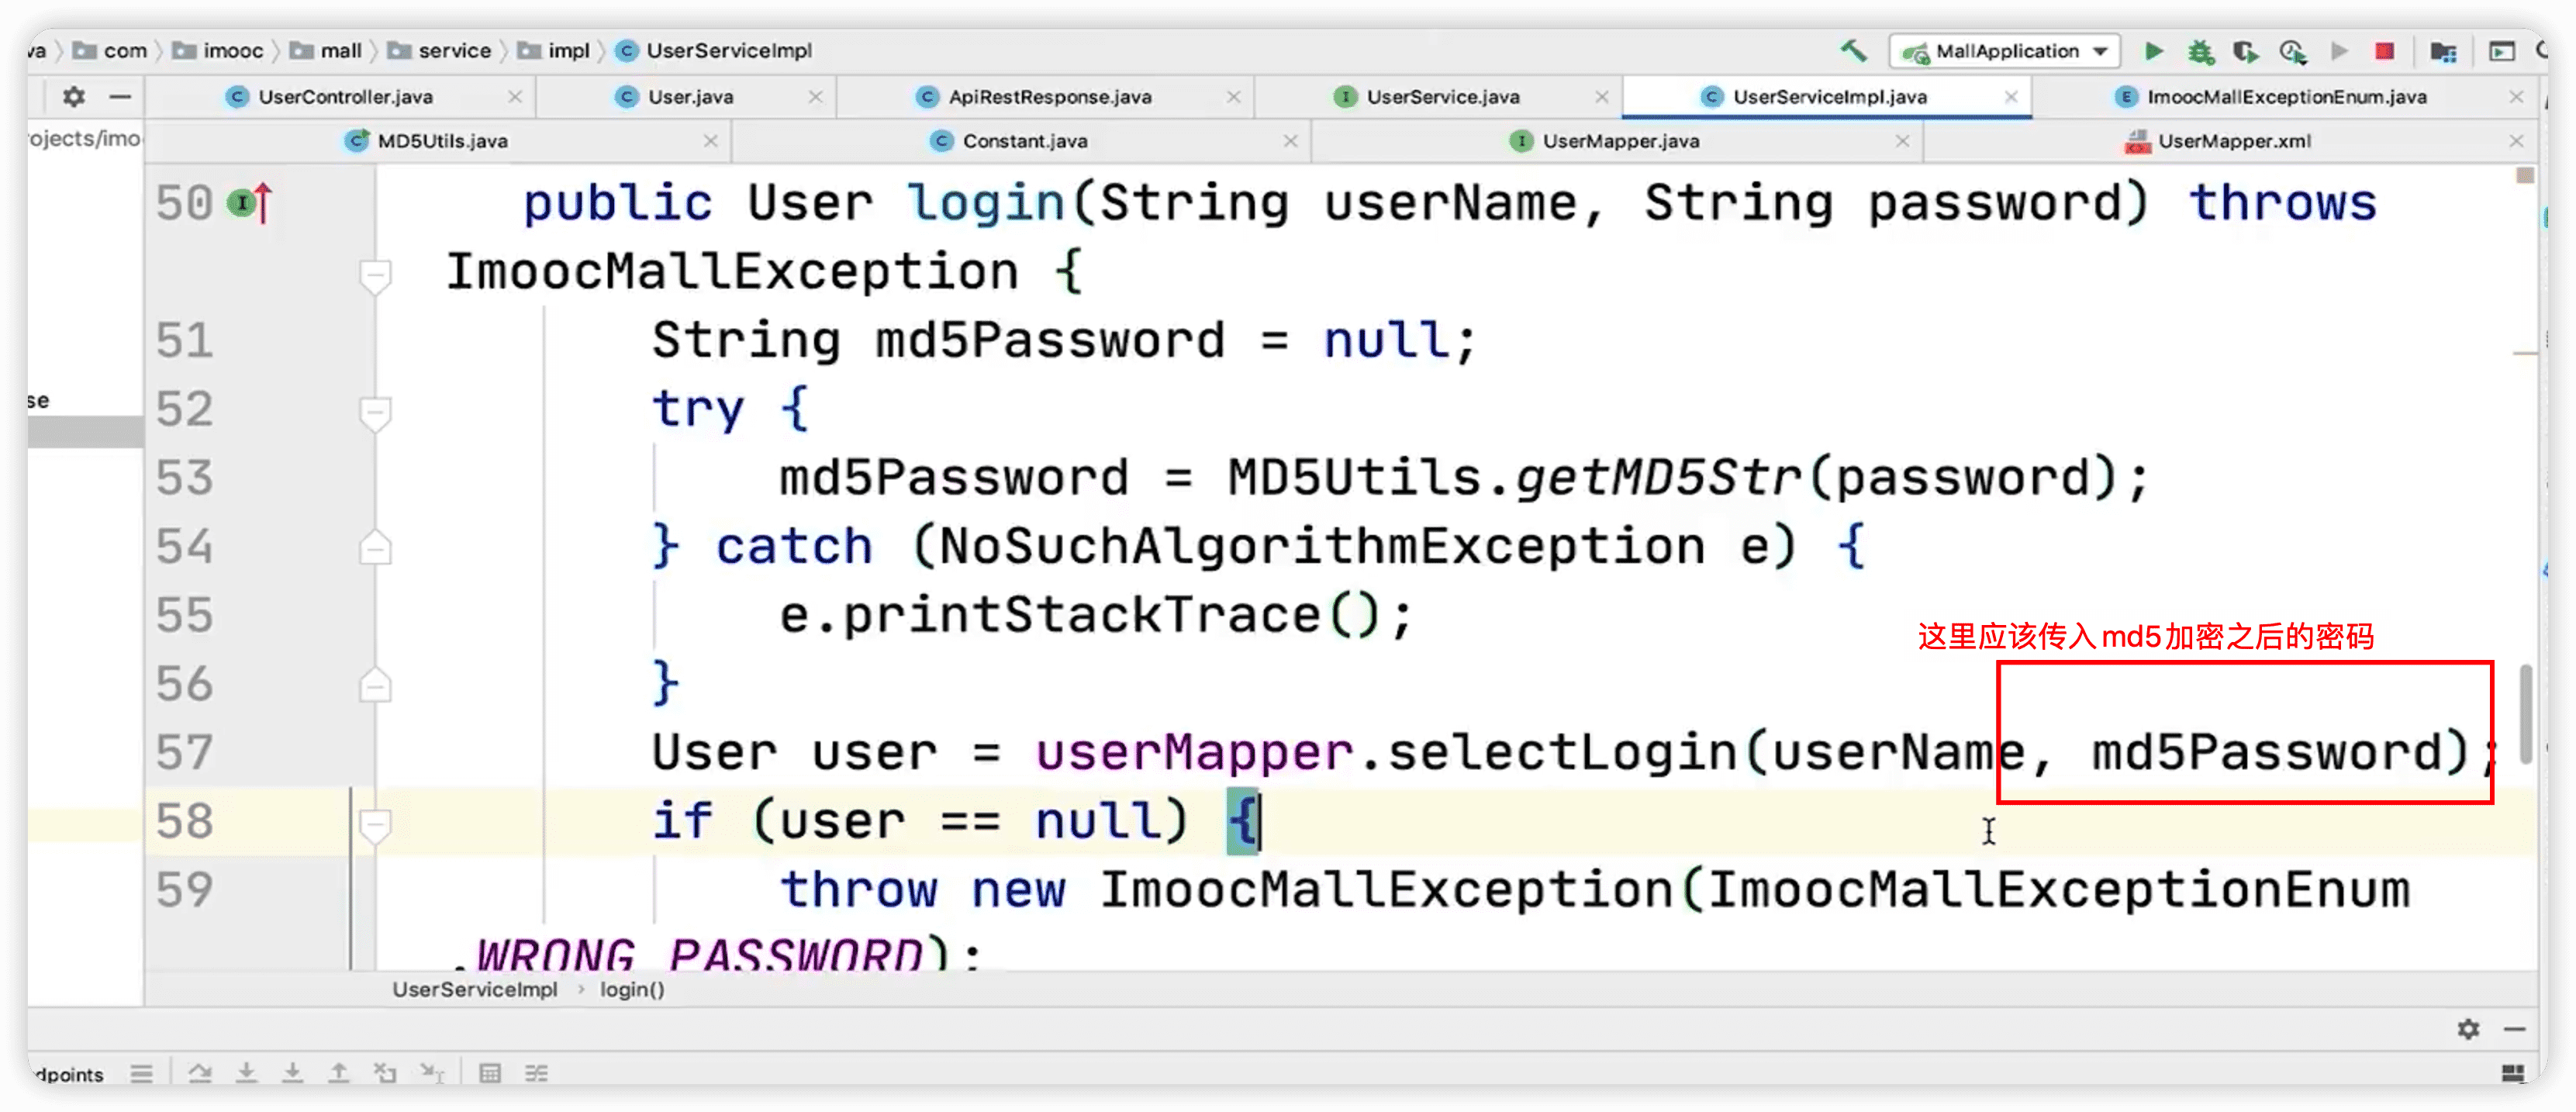 va com imooc mall service impl UserServiceImpl MallApplication
UserController.java User.java ApiRestResponse.java UserService.java UserServiceImpl.java ImoocMallExceptionEnum.java
rojects/imo MD5Utils.java Constant.java UserMapper.java UserMapper.xml
50 public User login(String userName, String password) throws
ImoocMallException {
51 String md5Password = null;
se
52 try {
53 md5Password = MD5Utils.getMD5Str(password);
54 } catch (NoSuchAlgorithmException e) {
55 e.printStackTrace();
这里应该传入md5加密之后的密码
56 }
57 User user = userMapper.selectLogin(userName, md5Password);
58 if (user == null) {
59 throw new ImoocMallException(ImoocMallExceptionEnum
.WRONG_PASSWORD);
UserServiceImpl › login()
dpoints